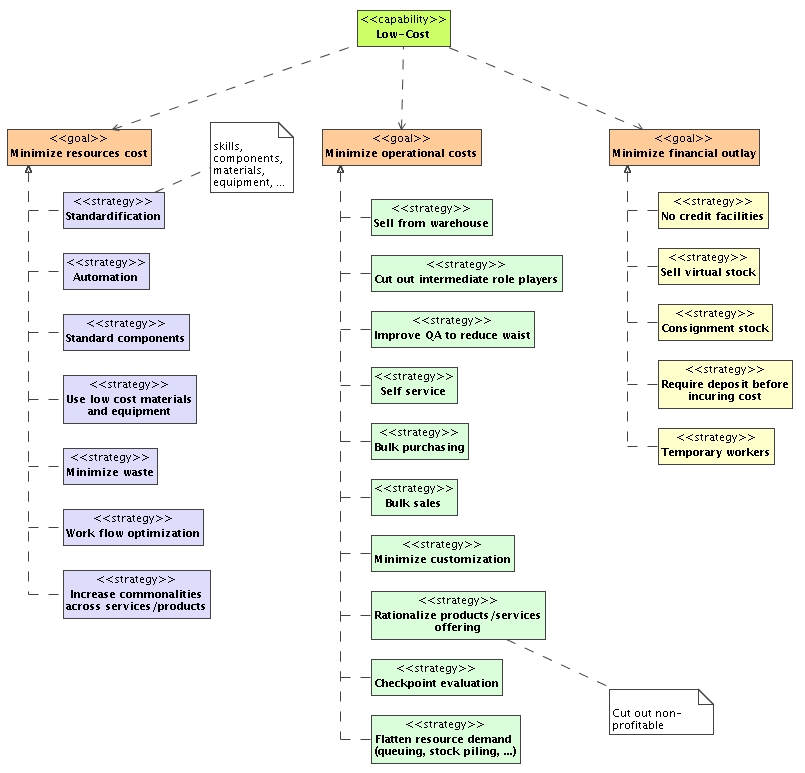 <<capability>>
Low-Cost
<<goal>>
Minimize resources cost
skills,
components,
materials,
equipment, ...
<<strategy>>
Standardification
<<strategy>>
Automation
<<strategy>>
Standard components
<<strategy>>
Use low cost materials
and equipment
<<strategy>>
Minimize waste
<<strategy>>
Work flow optimization
<<strategy>>
Increase commonalities
across services/products
<<goal>>
Minimize operational costs
<<strategy>>
Sell from warehouse
<<strategy>>
Cut out intermediate role players
<<strategy>>
Improve QA to reduce waist
<<strategy>>
Self service
<<strategy>>
Bulk purchasing
<<strategy>>
Bulk sales
<<strategy>>
Minimize customization
<<strategy>>
Rationalize products/services
offering
<<strategy>>
Checkpoint evaluation
<<strategy>>
Flatten resource demand
(queuing, stock piling, ...)
Cut out non-
profitable
<<goal>>
Minimize financial outlay
<<strategy>>
No credit facilities
<<strategy>>
Sell virtual stock
<<strategy>>
Consignment stock
<<strategy>>
Require deposit before
incuring cost
<<strategy>>
Temporary workers